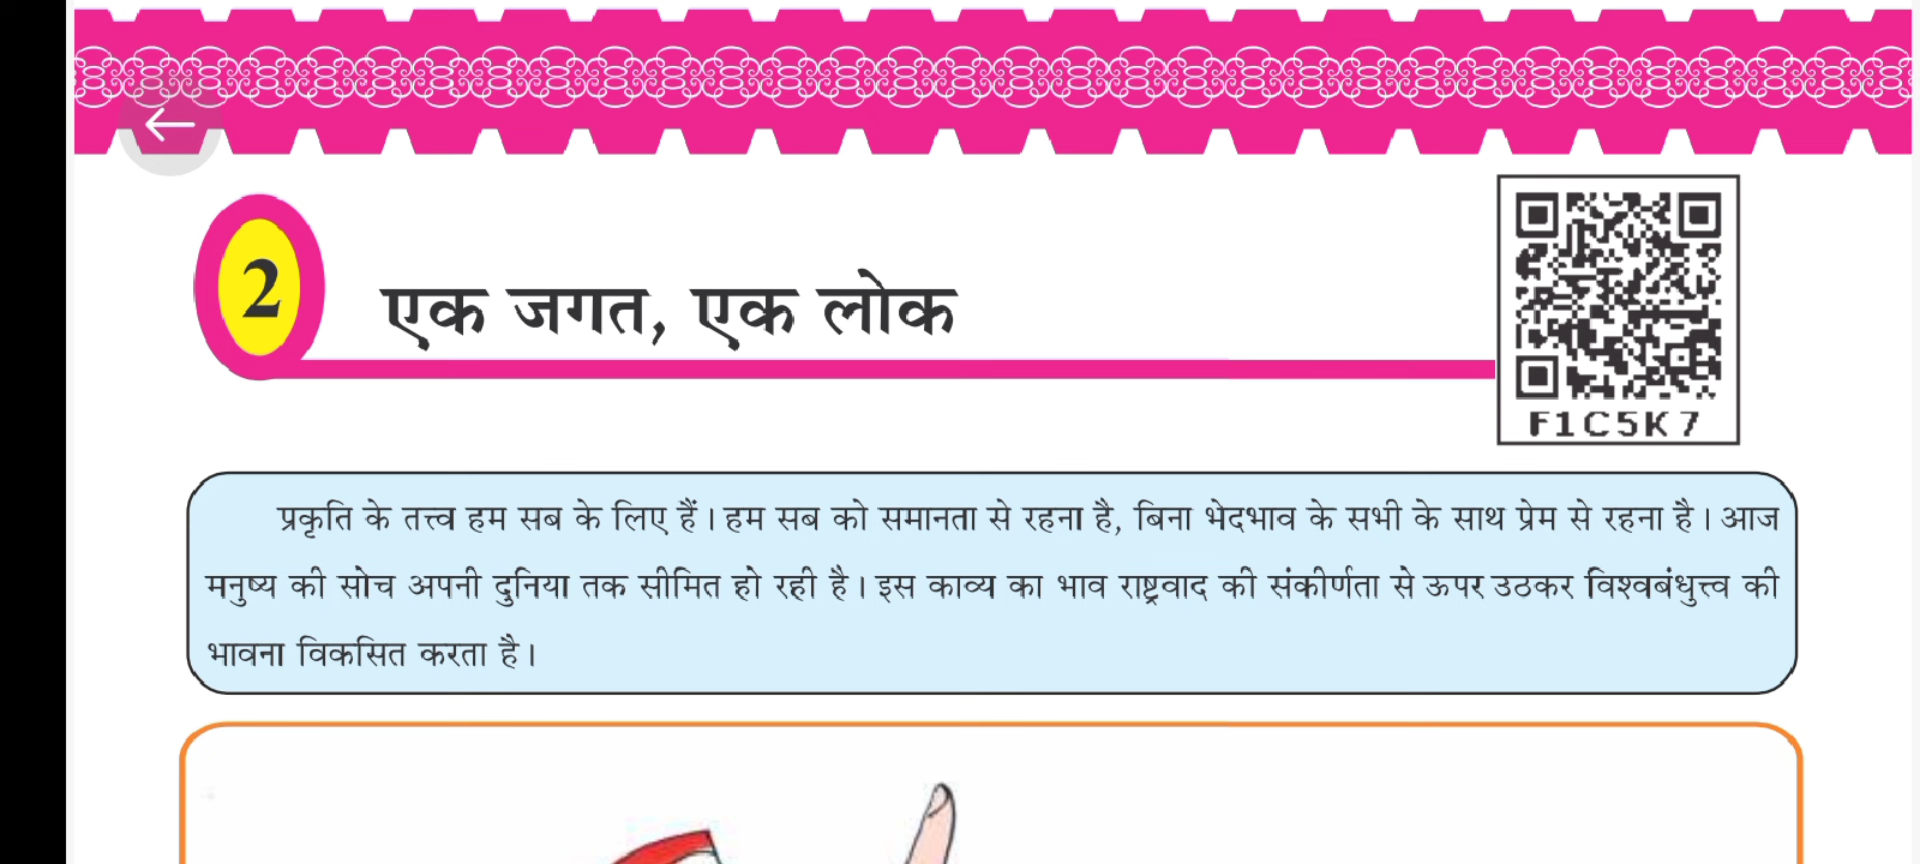 2
एक जगत, एक लोक
F1C5K7
प्रकृति के तत्त्व हम सब के लिए हैं। हम सब को समानता से रहना है, बिना भेदभाव के सभी के साथ प्रेम से रहना है। आज
मनुष्य की सोच अपनी दुनिया तक सीमित हो रही है। इस काव्य का भाव राष्ट्रवाद की संकीर्णता से ऊपर उठकर विश्वबंधुत्त्व की
भावना विकसित करता है।